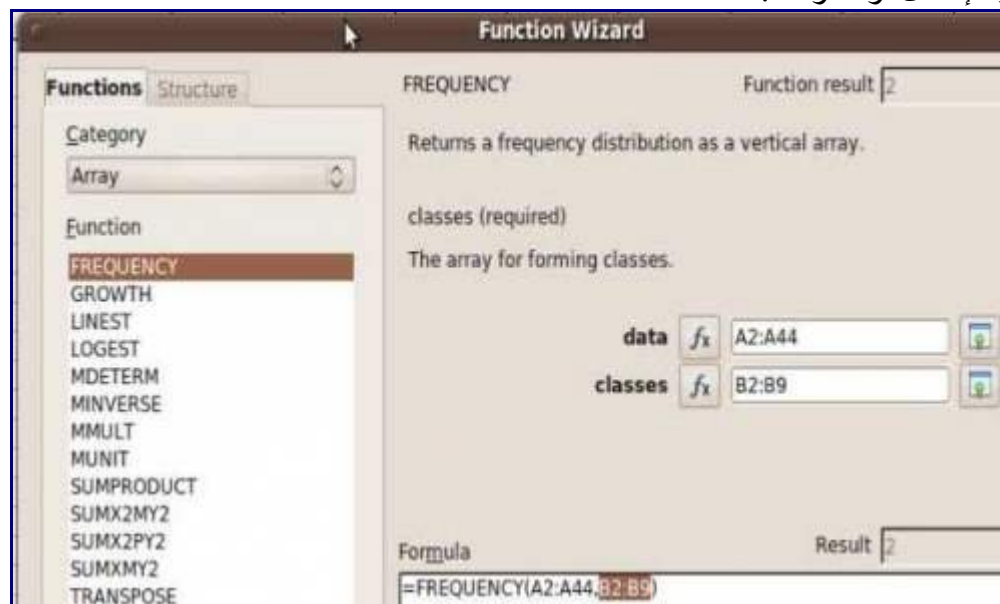 Function Wizard
Functions Structure
Category
Array
Function
FREQUENCY
GROWTH
LINEST
LOGEST
MDETERM
MINVERSE
MMULT
MUNIT
SUMPRODUCT
SUMX2MY2
SUMX2PY2
SUMXMY2
TRANSPOSE
FREQUENCY Function result 2
Returns a frequency distribution as a vertical array.
classes (required)
The array for forming classes.
data fx A2:A44
classes fx B2:B9
Formula Result 2
=FREQUENCY(A2:A44,B2:B9)